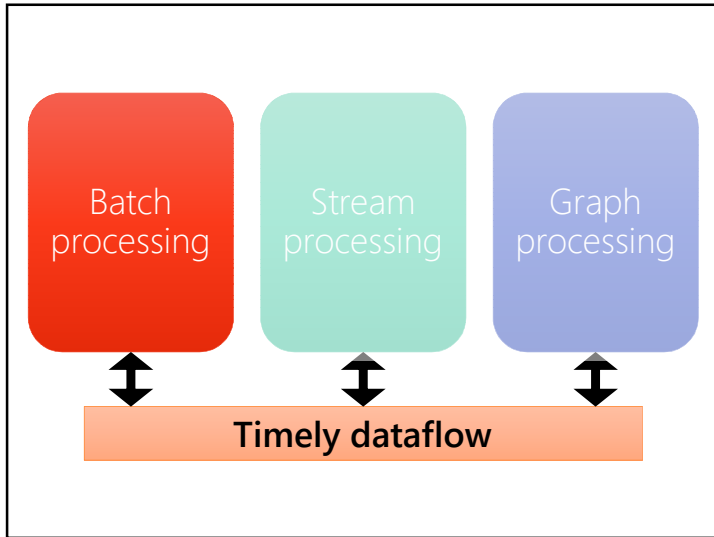 Batch
processing
Stream
processing
Graph
processing
Timely dataflow